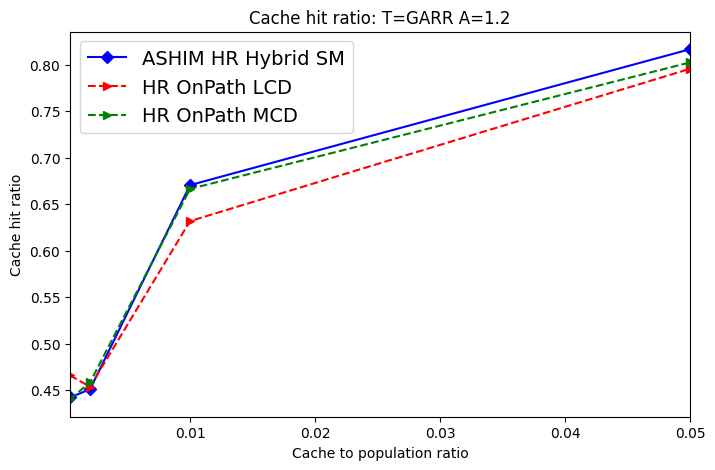 Cache hit ratio: T=GARR A=1.2
ASHIM HR Hybrid SM
HR OnPath LCD
HR OnPath MCD
0.80
0.75
0.70
0.65
0.60
0.55
0.50
0.45
Cache hit ratio
0.01 0.02 0.03 0.04 0.05
Cache to population ratio